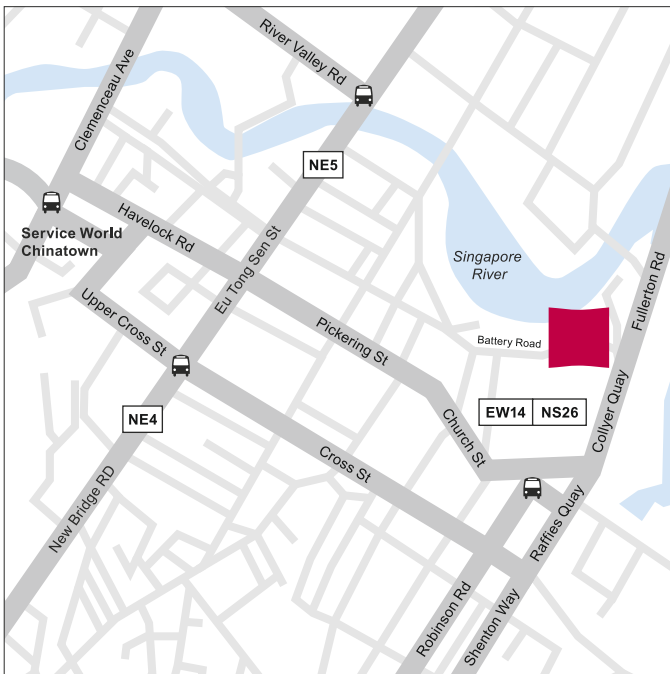 River Valley Rd
Clemenceau Ave
NE5
Service World
Chinatown
Havelock Rd
Eu Tong Sen St
Singapore
River
Fullerton Rd
Upper Cross St
Pickering St
Battery Road
NE4
EW14 NS26
Collyer Quay
Church St
Cross St
New Bridge RD
Raffies Quay
Robinson Rd
Shenton Way